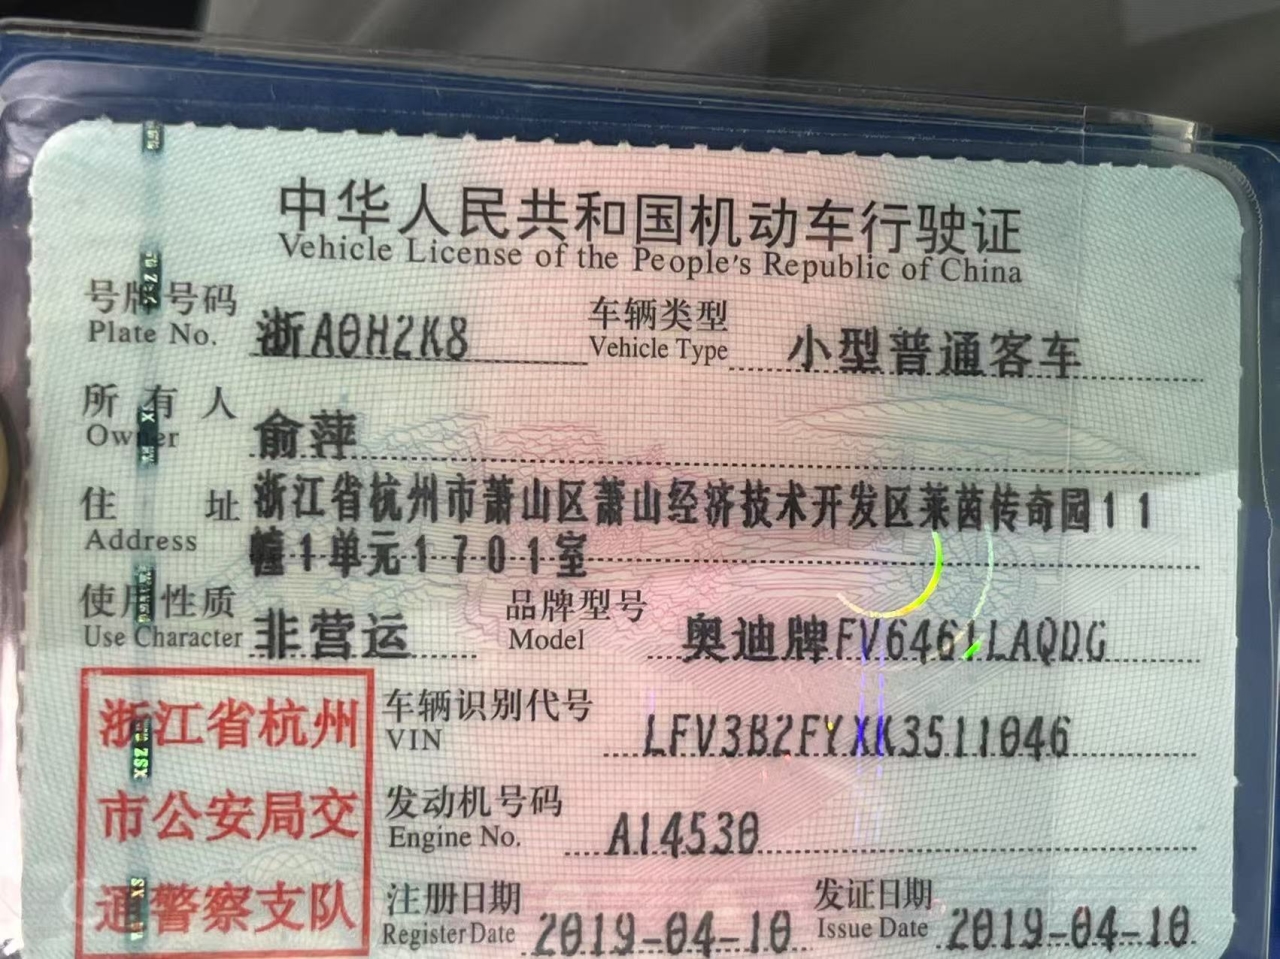 中华人民共和国机动车行驶证
Vehicle License of the People's Republic of China
号牌号码 浙A0H2K8 车辆类型 小型普通客车
Plate No. Vehicle Type
所有人 俞萍
Owner
住址 浙江省杭州市萧山区萧山经济技术开发区莱茵传奇园11
Address 幢1单元1701室
使用性质 非营运 品牌型号 奥迪牌FV6461LAQDG
Use Character Model
浙江省杭州
市公安局交
通警察支队
车辆识别代号 LFV3B2FYXK3511046
VIN
发动机号码 A14530
Engine No.
注册日期 2019-04-10 发证日期 2019-04-10
Register Date Issue Date